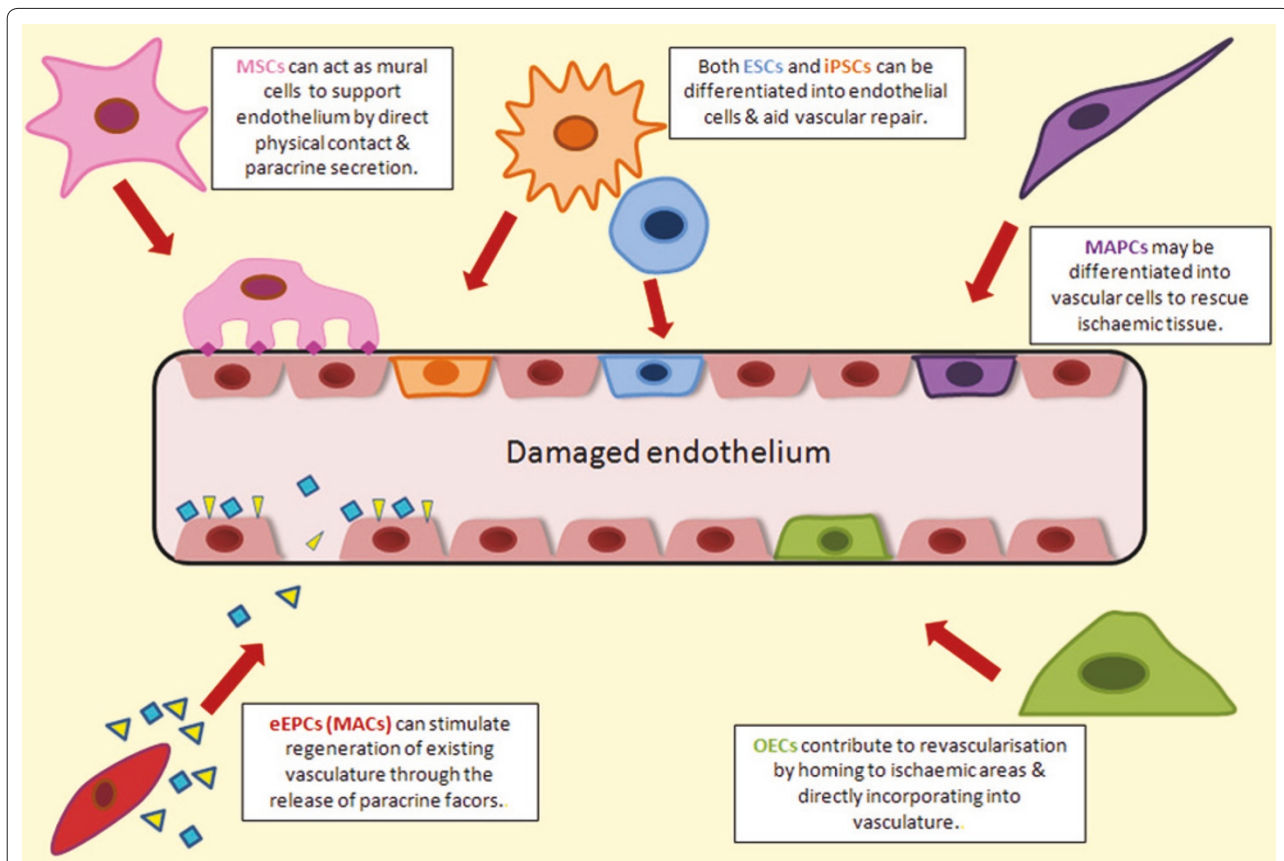 MSCs can act as mural
cells to support
endothelium by direct
physical contact &
paracrine secretion.
Both ESCs and iPSCs can be
differentiated into endothelial
cells & aid vascular repair.
MAPCs may be
differentiated into
vascular cells to rescue
ischaemic tissue.
Damaged endothelium
eEPCs (MACs) can stimulate
regeneration of existing
vasculature through the
release of paracrine facors..
OECs contribute to revascularisation
by homing to ischaemic areas &
directly incorporating into
vasculature..